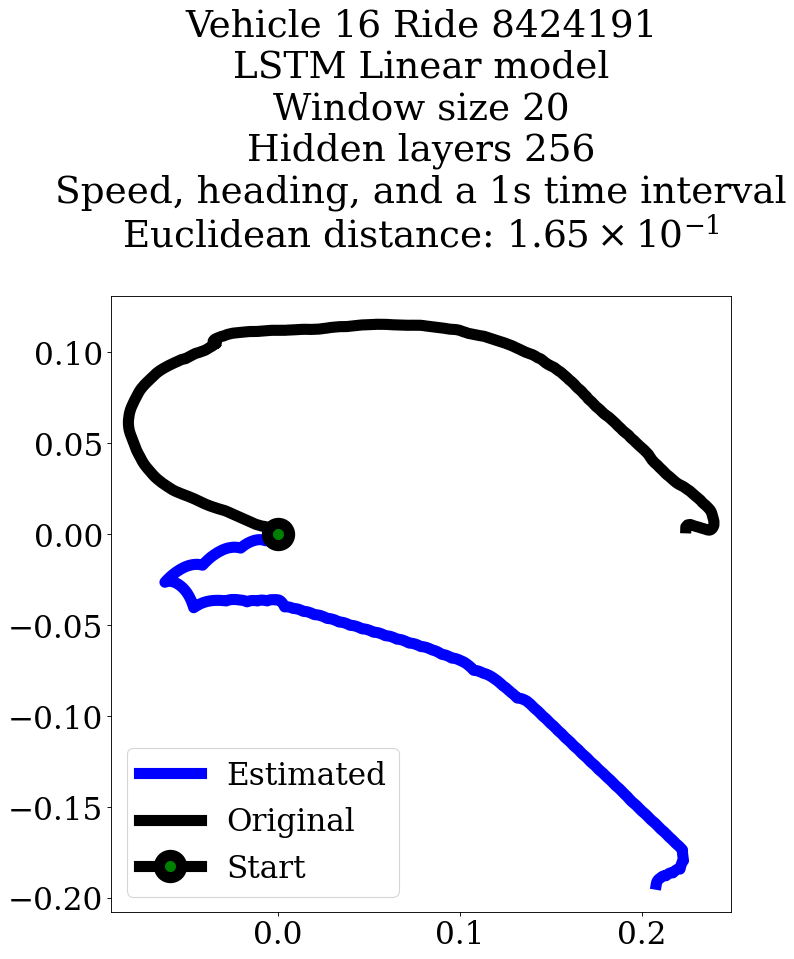 Vehicle 16 Ride 8424191
LSTM Linear model
Window size 20
Hidden layers 256
Speed, heading, and a 1s time interval
Euclidean distance: 1.65 × 10⁻¹
0.10
0.05
0.00
−0.05
−0.10
−0.15
−0.20
Estimated
Original
Start
0.0 0.1 0.2